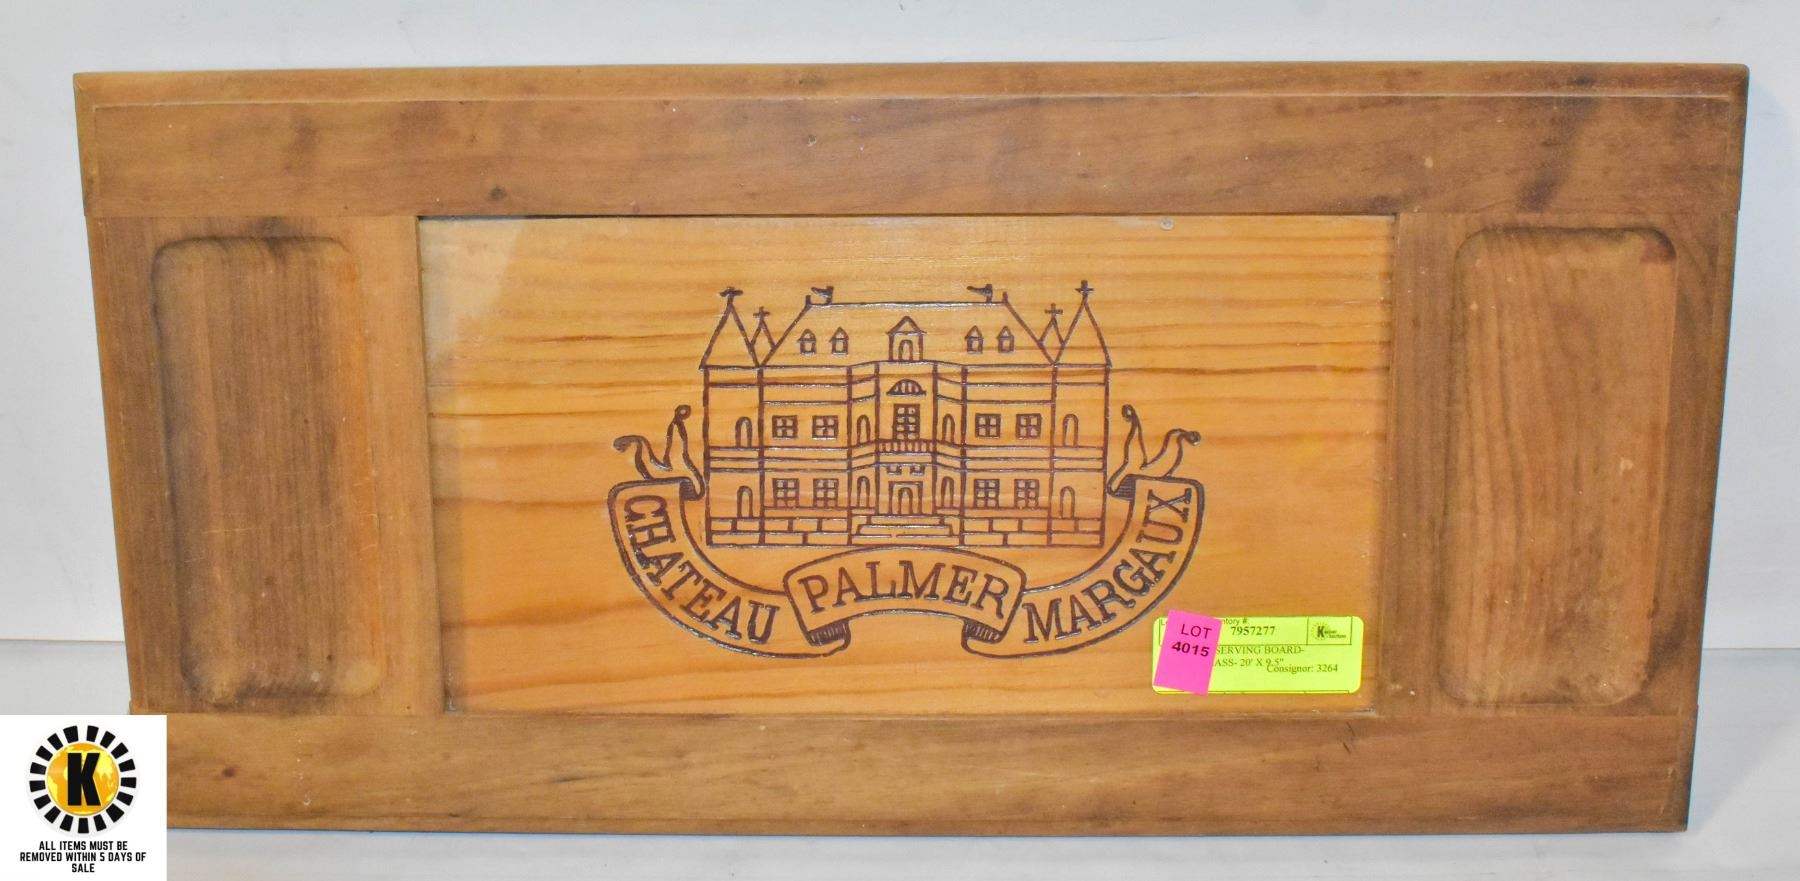 CHATEAU
PALMER
MARGAUX
LOT
4015
7957277
SERVING BOARD-
20' X 9.5"
Consignor: 3264
K
ALL ITEMS MUST BE
REMOVED WITHIN 5 DAYS OF
SALE